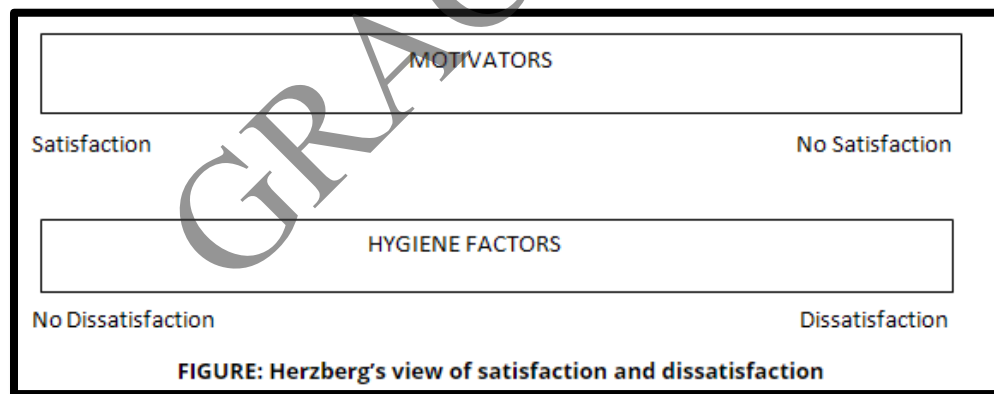 MOTIVATORS
Satisfaction No Satisfaction
HYGIENE FACTORS
No Dissatisfaction Dissatisfaction
FIGURE: Herzberg's view of satisfaction and dissatisfaction